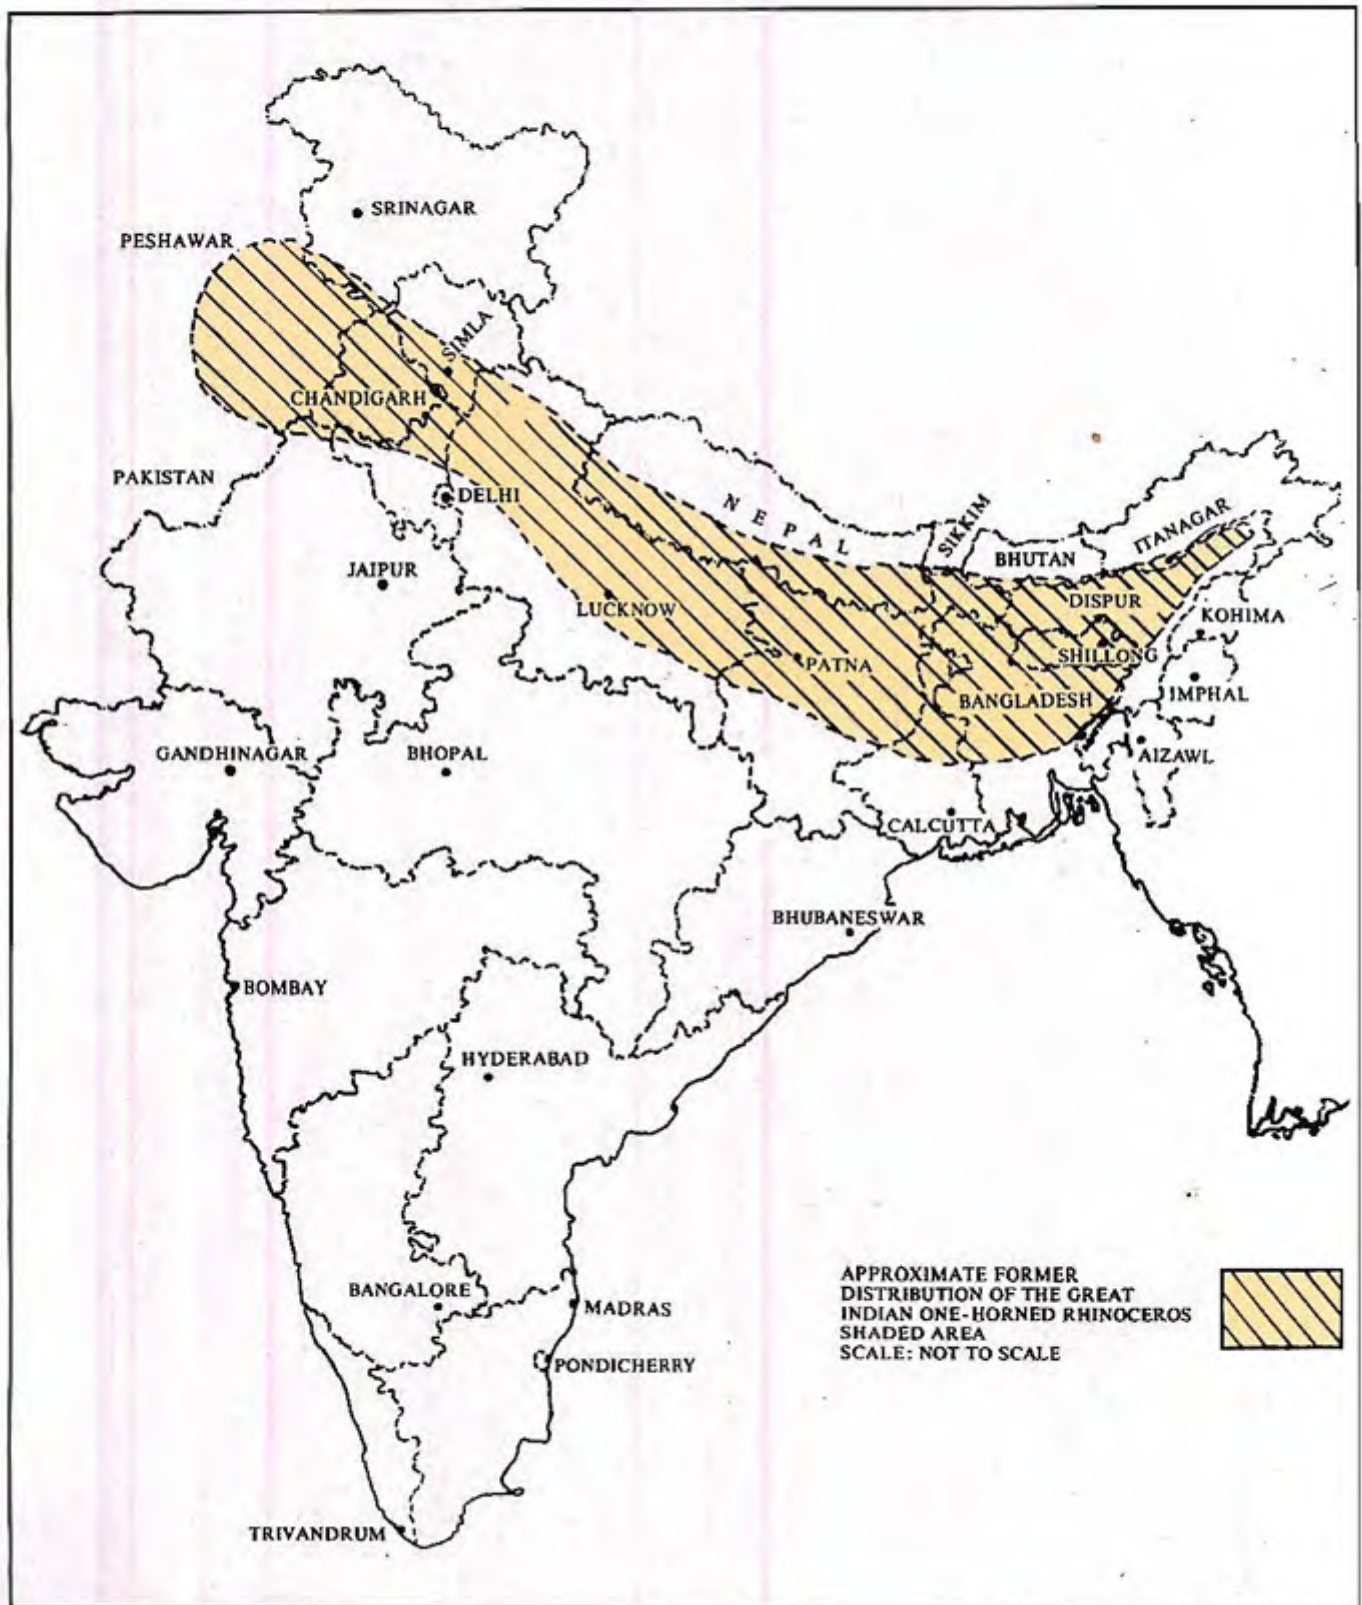 SRINAGAR
PESHAWAR
SIMLA
CHANDIGARH
PAKISTAN
DELHI
NEPAL
SIKKIM
BHUTAN
ITANAGAR
JAIPUR
LUCKNOW
DISPUR
KOHIMA
SHILLONG
PATNA
BANGLADESH
IMPHAL
GANDHINAGAR
BHOPAL
AIZAWL
CALCUTTA
BHUBANESWAR
BOMBAY
HYDERABAD
BANGALORE
MADRAS
PONDICHERRY
TRIVANDRUM
APPROXIMATE FORMER
DISTRIBUTION OF THE GREAT
INDIAN ONE-HORNED RHINOCEROS
SHADED AREA
SCALE: NOT TO SCALE